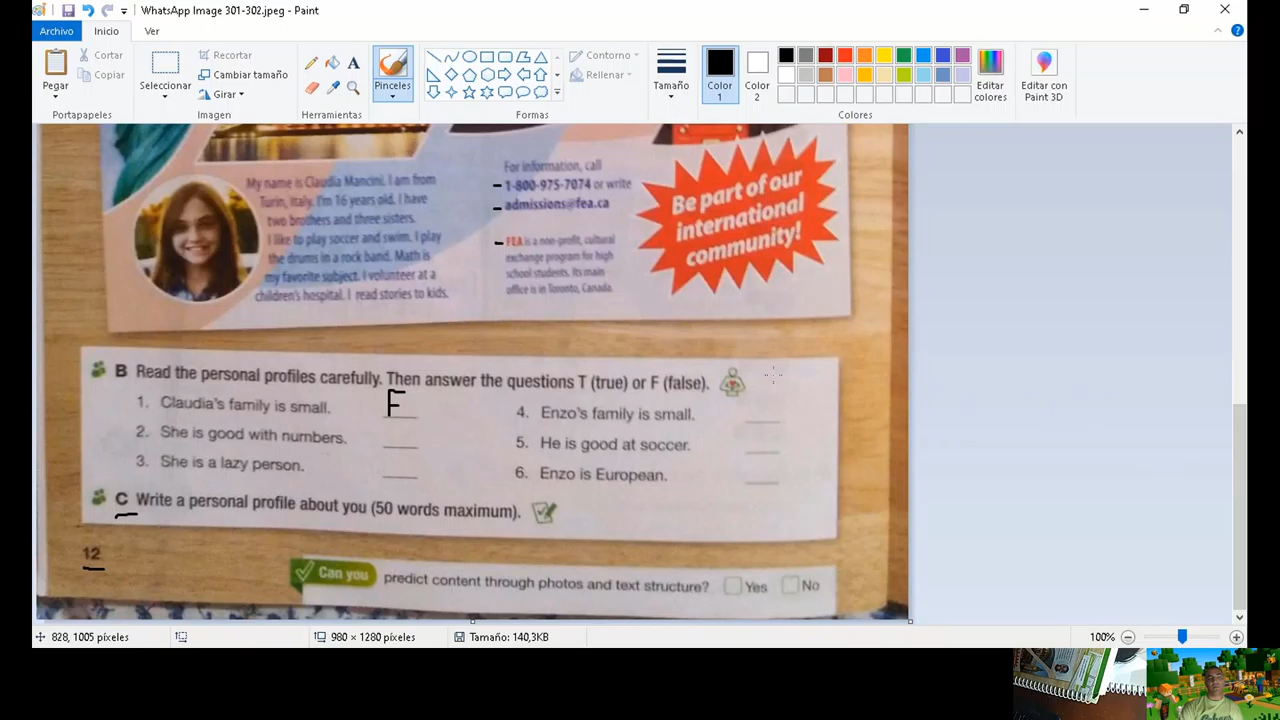 WhatsApp Image 301-302.jpeg - Paint
Archivo
Inicio
Ver
Pegar
Cortar
Copiar
Portapapeles
Seleccionar
Recortar
Cambiar tamaño
Girar
Imagen
A
Herramientas
Pinceles
Contorno
Rellenar
Formas
Tamaño
Color 1
Color 2
Editar colores
Colores
Editar con Paint 3D
My name is Claudia Mancini. I am from
Turin, Italy. I'm 16 years old. I have
two brothers and three sisters.
I like to play soccer and swim. I play
the drums in a rock band. Math is
my favorite subject. I volunteer at a
children's hospital. I read stories to kids.
For information, call
1-800-975-7074 or write
admissions@fea.ca
FEA is a non-profit, cultural
exchange program for high
school students. Its main
office is in Toronto, Canada.
Be part of our
international
community!
B Read the personal profiles carefully. Then answer the questions T (true) or F (false).
1. Claudia's family is small. F
2. She is good with numbers.
3. She is a lazy person.
4. Enzo's family is small.
5. He is good at soccer.
6. Enzo is European.
C Write a personal profile about you (50 words maximum).
12
Can you predict content through photos and text structure? Yes No
828, 1005 píxeles
980 × 1280 píxeles
Tamaño: 140,3KB
100%